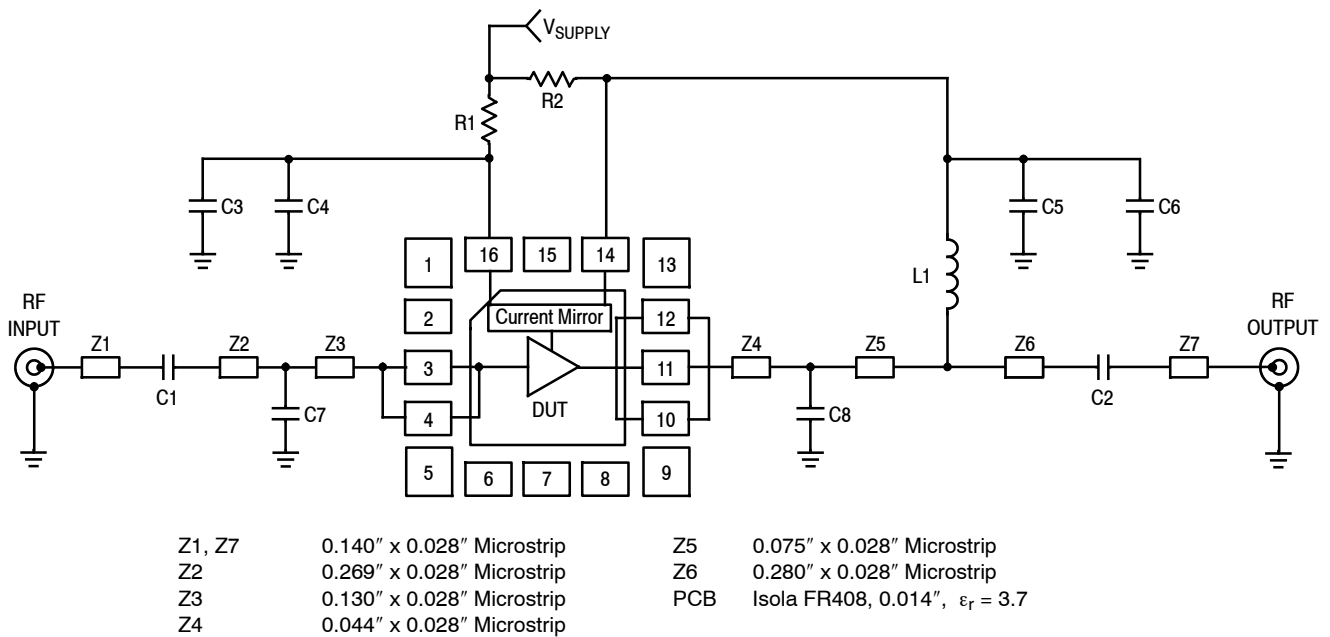 VSUPPLY
R2
R1
C3
C4
C5
C6
1
16
15
14
13
L1
RF
INPUT
RF
OUTPUT
2
Current Mirror
12
Z1
Z2
Z3
3
11
Z4
Z5
Z6
Z7
C1
C7
4
DUT
10
C8
C2
5
6
7
8
9
Z1, Z7 0.140″ x 0.028″ Microstrip
Z2 0.269″ x 0.028″ Microstrip
Z3 0.130″ x 0.028″ Microstrip
Z4 0.044″ x 0.028″ Microstrip
Z5 0.075″ x 0.028″ Microstrip
Z6 0.280″ x 0.028″ Microstrip
PCB Isola FR408, 0.014″, εr = 3.7